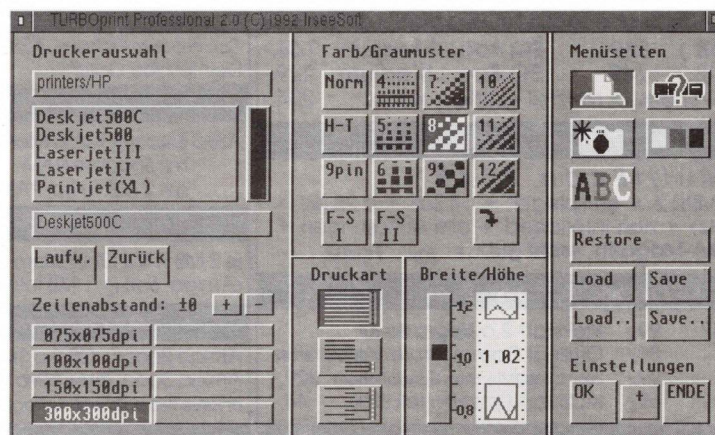 TURBOprint Professional 2.0 (C) 1992 IrseeSoft
Druckerauswahl
printers/HP
Deskjet500C
Deskjet500
LaserjetIII
LaserjetII
Paintjet(XL)
Deskjet500C
Laufw. Zurück
Zeilenabstand: ±0 + -
075x075dpi
100x100dpi
150x150dpi
300x300dpi
Farb/Graumuster
Norm 4 7 10
H-T 5 8 11
9pin 6 9 12
F-S I F-S II
Druckart
Breite/Höhe
1,2
1,0 1.02
0,8
Menüseiten
?
ABC
Restore
Load Save
Load.. Save..
Einstellungen
OK + ENDE